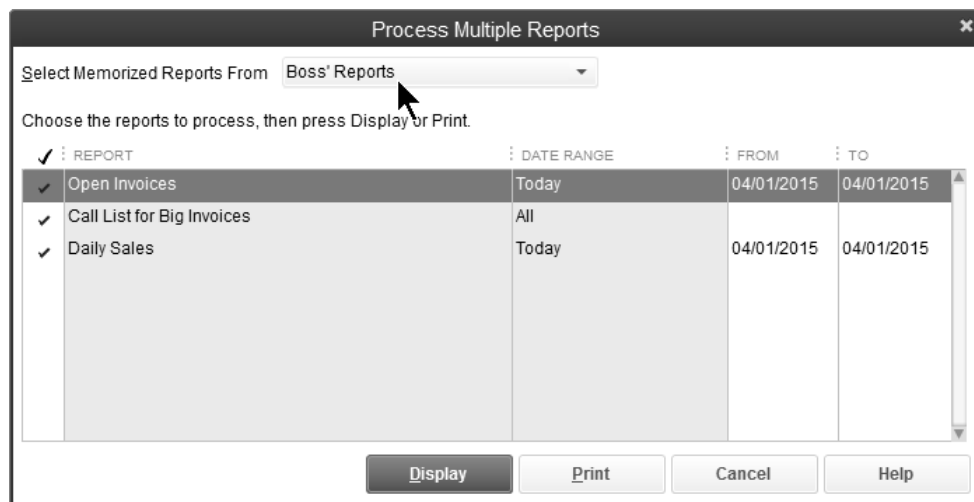 Process Multiple Reports
Select Memorized Reports From Boss' Reports
Choose the reports to process, then press Display or Print.
REPORT DATE RANGE FROM TO
Open Invoices Today 04/01/2015 04/01/2015
Call List for Big Invoices All
Daily Sales Today 04/01/2015 04/01/2015
Display Print Cancel Help